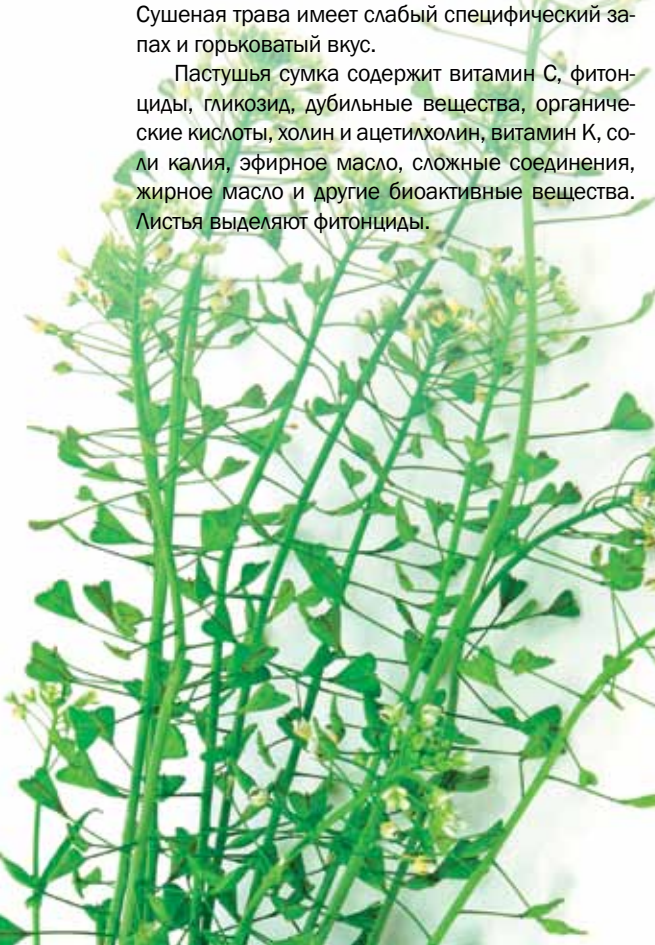 Сушеная трава имеет слабый специфический за-
пах и горьковатый вкус.
Пастушья сумка содержит витамин С, фитон-
циды, гликозид, дубильные вещества, органиче-
ские кислоты, холин и ацетилхолин, витамин К, со-
ли калия, эфирное масло, сложные соединения,
жирное масло и другие биоактивные вещества.
Листья выделяют фитонциды.